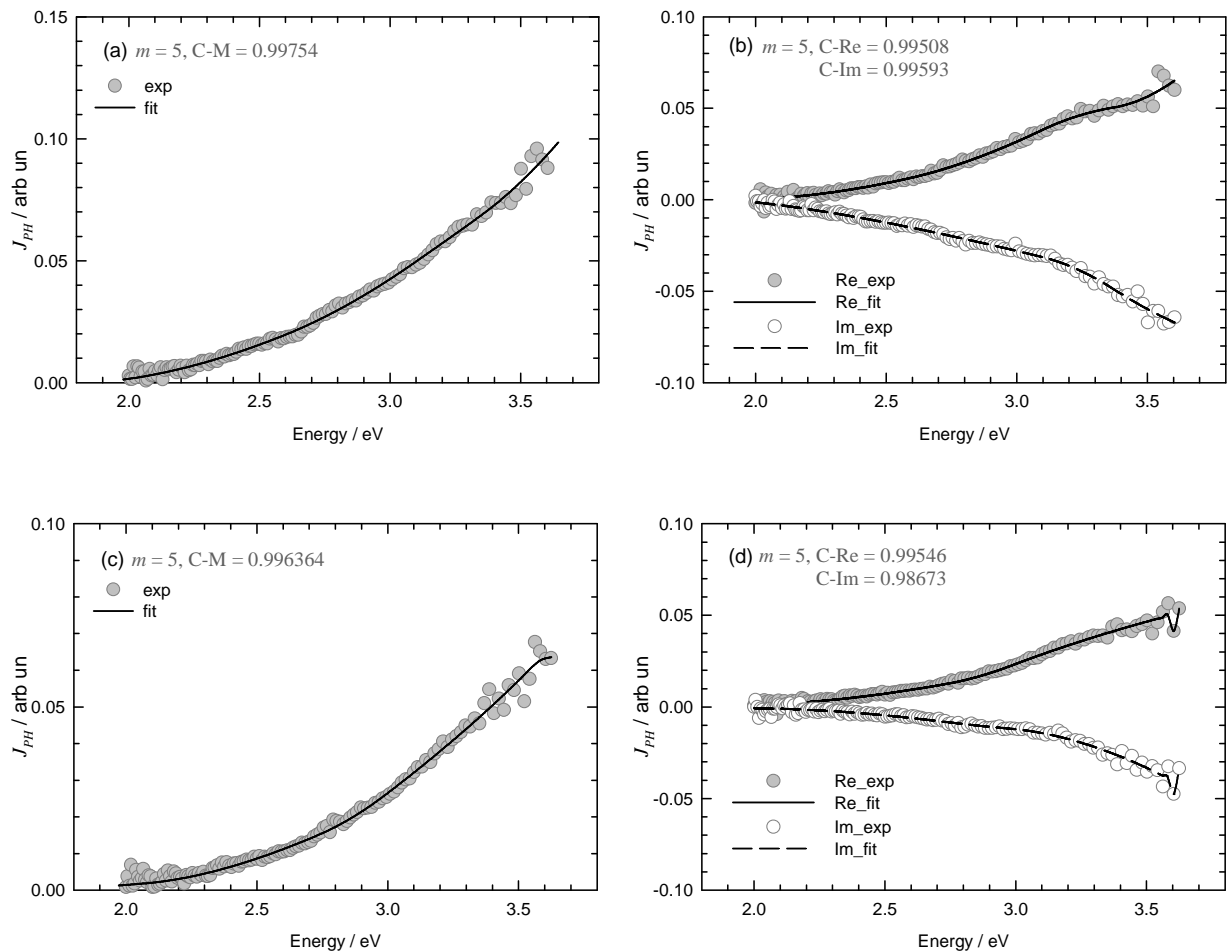 (a) m = 5, C-M = 0.99754
exp
fit
0.15
0.10
0.05
0.00
J_PH / arb un
2.0 2.5 3.0 3.5
Energy / eV
(b) m = 5, C-Re = 0.99508
C-Im = 0.99593
0.10
0.05
0.00
-0.05
-0.10
J_PH / arb un
Re_exp
Re_fit
Im_exp
Im_fit
2.0 2.5 3.0 3.5
Energy / eV
(c) m = 5, C-M = 0.996364
exp
fit
0.10
0.05
0.00
J_PH / arb un
2.0 2.5 3.0 3.5
Energy / eV
(d) m = 5, C-Re = 0.99546
C-Im = 0.98673
0.10
0.05
0.00
-0.05
-0.10
J_PH / arb un
Re_exp
Re_fit
Im_exp
Im_fit
2.0 2.5 3.0 3.5
Energy / eV